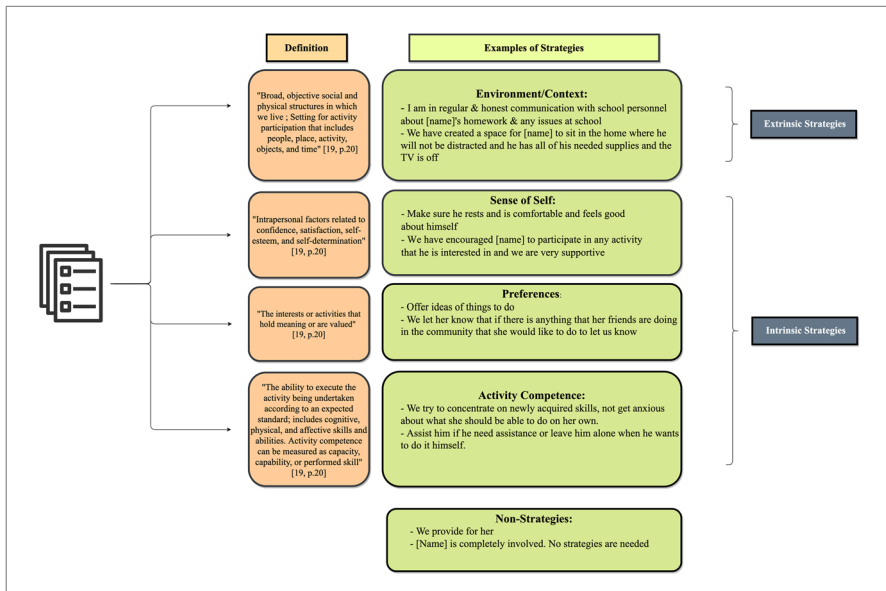 Definition
Examples of Strategies
"Broad, objective social and
physical structures in which
we live ; Setting for activity
participation that includes
people, place, activity,
objects, and time" [19, p.20]
Environment/Context:
- I am in regular & honest communication with school personnel
about [name]'s homework & any issues at school
- We have created a space for [name] to sit in the home where he
will not be distracted and he has all of his needed supplies and the
TV is off
Extrinsic Strategies
"Intrapersonal factors related to
confidence, satisfaction, self-
esteem, and self-determination"
[19, p.20]
Sense of Self:
- Make sure he rests and is comfortable and feels good
about himself
- We have encouraged [name] to participate in any activity
that he is interested in and we are very supportive
"The interests or activities that
hold meaning or are valued"
[19, p.20]
Preferences:
- Offer ideas of things to do
- We let her know that if there is anything that her friends are doing
in the community that she would like to do to let us know
Intrinsic Strategies
"The ability to execute the
activity being undertaken
according to an expected
standard; includes cognitive,
physical, and affective skills and
abilities. Activity competence
can be measured as capacity,
capability, or performed skill"
[19, p.20]
Activity Competence:
- We try to concentrate on newly acquired skills, not get anxious
about what she should be able to do on her own.
- Assist him if he need assistance or leave him alone when he wants
to do it himself.
Non-Strategies:
- We provide for her
- [Name] is completely involved. No strategies are needed